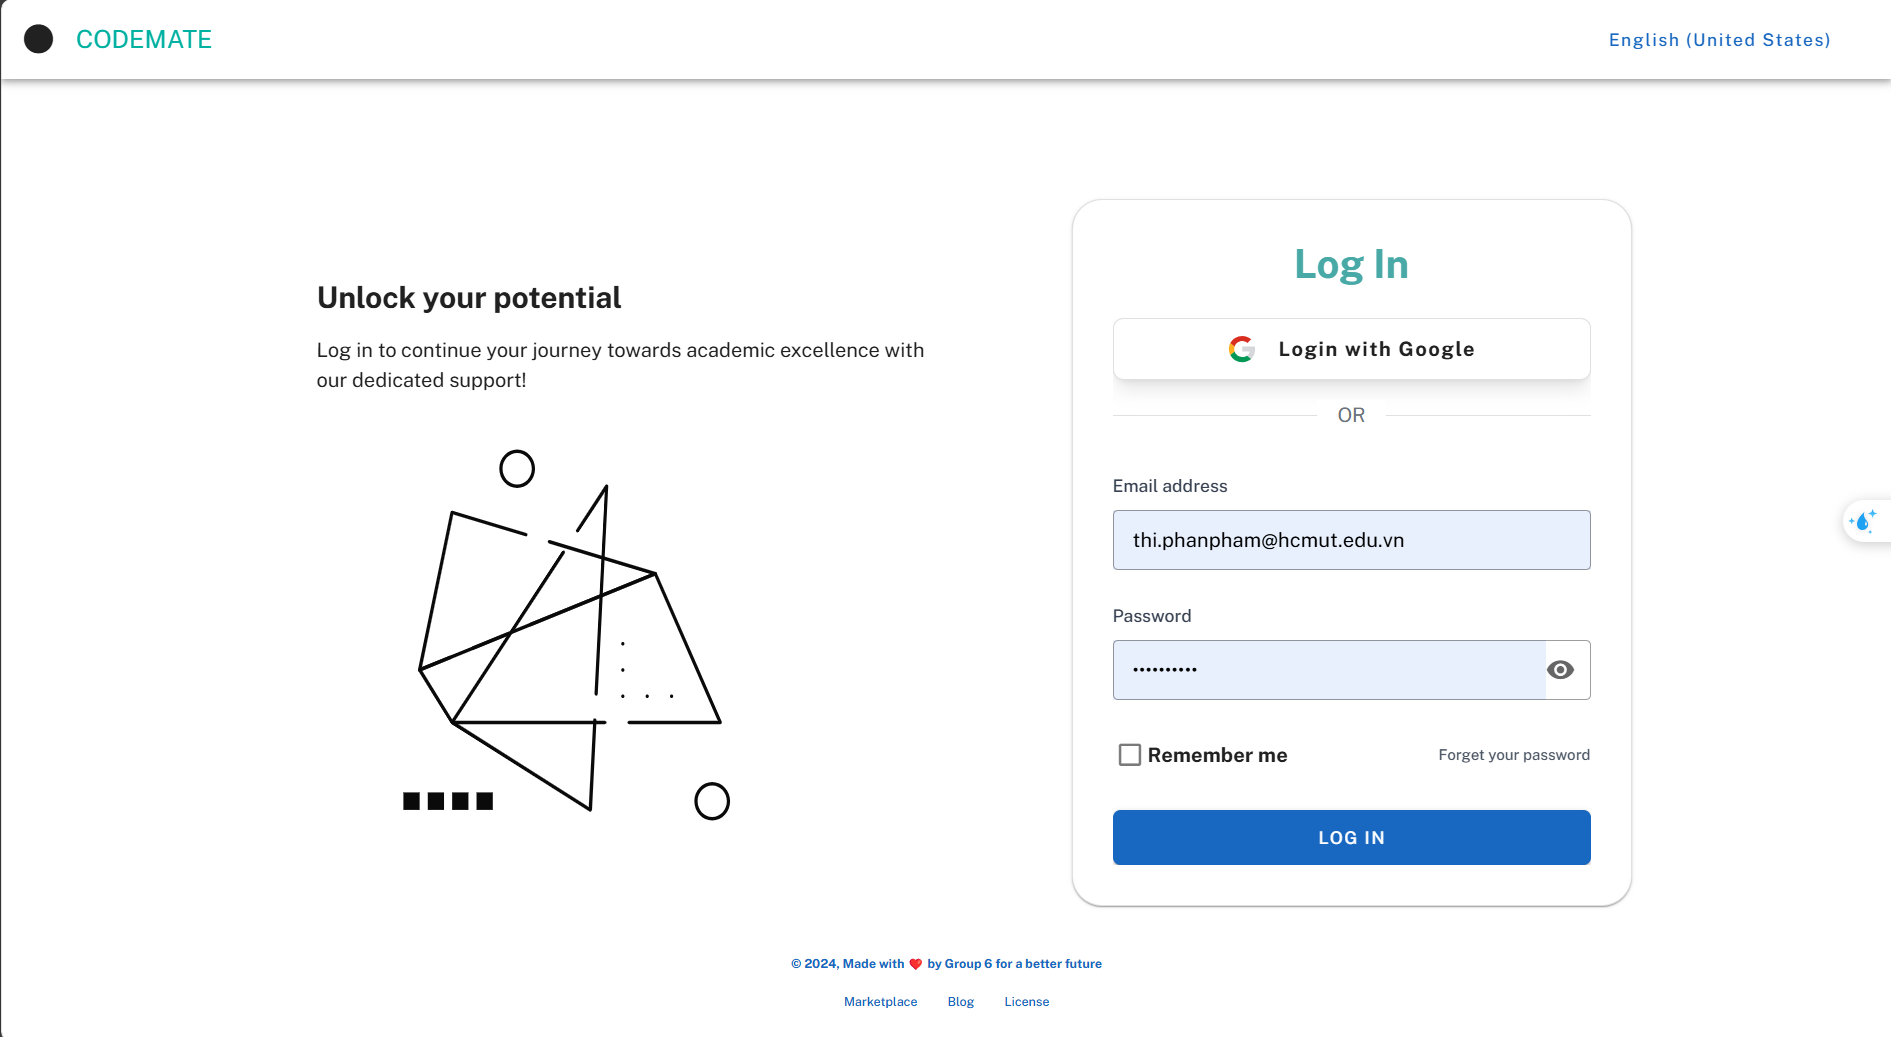 CODEMATE
English (United States)
Unlock your potential
Log in to continue your journey towards academic excellence with
our dedicated support!
Log In
Login with Google
OR
Email address
thi.phanpham@hcmut.edu.vn
Password
••••••••••
Remember me
Forget your password
LOG IN
© 2024, Made with ❤️ by Group 6 for a better future
Marketplace Blog License